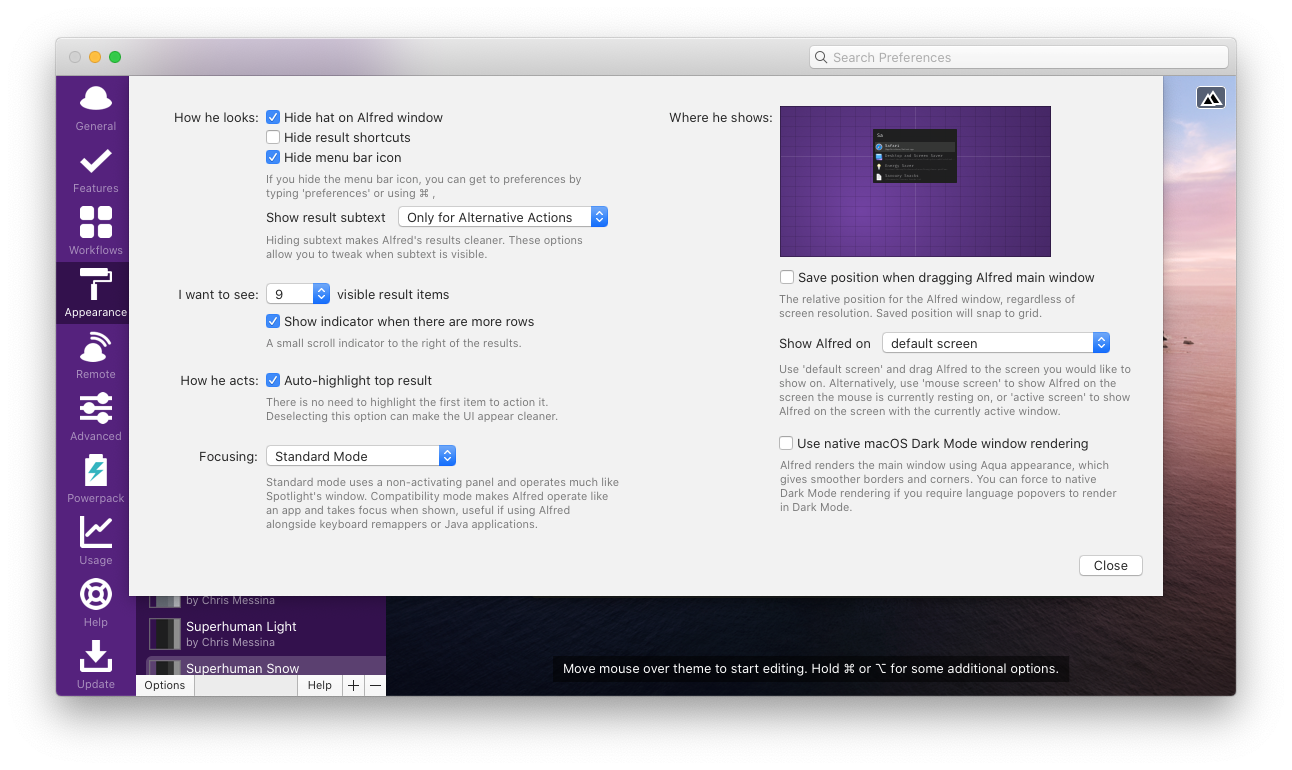 Search Preferences
General
Features
Workflows
Appearance
Remote
Advanced
Powerpack
Usage
Help
Update
How he looks:
Hide hat on Alfred window
Hide result shortcuts
Hide menu bar icon
If you hide the menu bar icon, you can get to preferences by
typing 'preferences' or using ⌘ ,
Show result subtext Only for Alternative Actions
Hiding subtext makes Alfred's results cleaner. These options
allow you to tweak when subtext is visible.
I want to see: 9 visible result items
Show indicator when there are more rows
A small scroll indicator to the right of the results.
How he acts: Auto-highlight top result
There is no need to highlight the first item to action it.
Deselecting this option can make the UI appear cleaner.
Focusing: Standard Mode
Standard mode uses a non-activating panel and operates much like
Spotlight's window. Compatibility mode makes Alfred operate like
an app and takes focus when shown, useful if using Alfred
alongside keyboard remappers or Java applications.
Where he shows:
Sa
Safari
Desktop and Screen Saver
Energy Saver
Save position when dragging Alfred main window
The relative position for the Alfred window, regardless of
screen resolution. Saved position will snap to grid.
Show Alfred on default screen
Use 'default screen' and drag Alfred to the screen you would like to
show on. Alternatively, use 'mouse screen' to show Alfred on the
screen the mouse is currently resting on, or 'active screen' to show
Alfred on the screen with the currently active window.
Use native macOS Dark Mode window rendering
Alfred renders the main window using Aqua appearance, which
gives smoother borders and corners. You can force to native
Dark Mode rendering if you require language popovers to render
in Dark Mode.
Close
by Chris Messina
Superhuman Light
by Chris Messina
Superhuman Snow
Options
Help
+
−
Move mouse over theme to start editing. Hold ⌘ or ⌥ for some additional options.